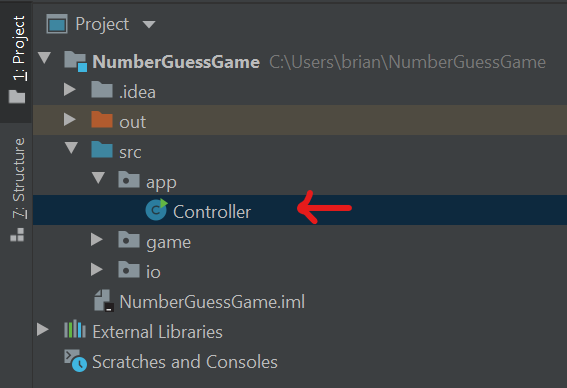 Project
1: Project
NumberGuessGame C:\Users\brian\NumberGuessGame
.idea
out
src
app
C Controller
game
io
NumberGuessGame.iml
External Libraries
Scratches and Consoles
7: Structure